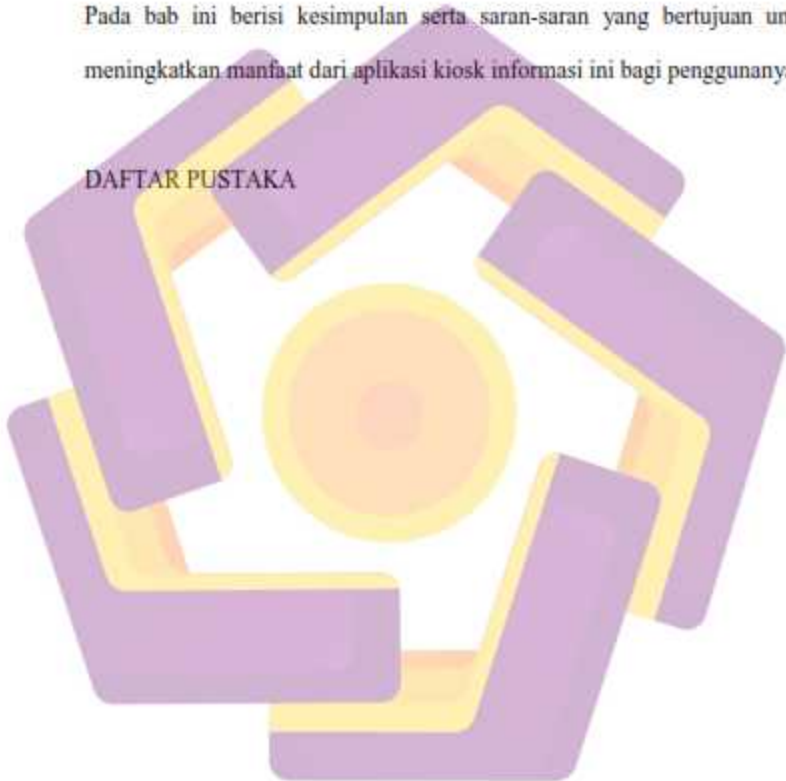 Pada bab ini berisi kesimpulan serta saran-saran yang bertujuan un
meningkatkan manfaat dari aplikasi kiosk informasi ini bagi penggunany
DAFTAR PUSTAKA